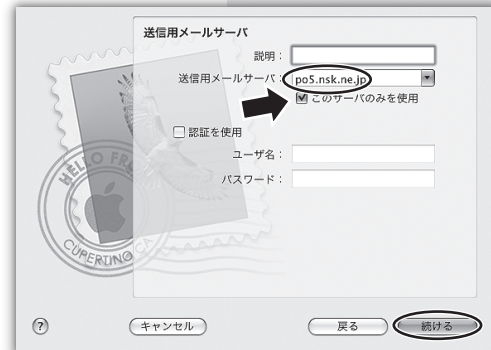 送信用メールサーバ
説明：
送信用メールサーバ：po5.nsk.ne.jp
このサーバのみを使用
認証を使用
ユーザ名：
パスワード：
HELLO FR
CUPERTINO CA
?
キャンセル
戻る
続ける